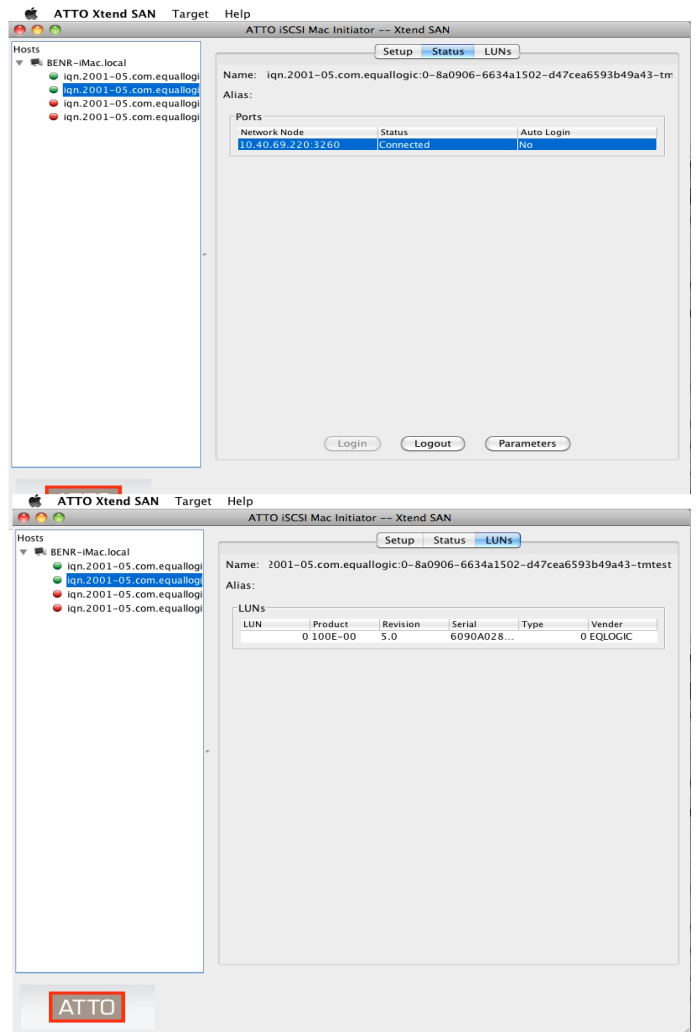 ATTO Xtend SAN Target Help
ATTO iSCSI Mac Initiator -- Xtend SAN
Hosts
BENR-iMac.local
iqn.2001-05.com.equallogi
iqn.2001-05.com.equallogi
iqn.2001-05.com.equallogi
iqn.2001-05.com.equallogi
Setup Status LUNs
Name: iqn.2001-05.com.equallogic:0-8a0906-6634a1502-d47cea6593b49a43-tm
Alias:
Ports
Network Node Status Auto Login
10.40.69.220:3260 Connected No
Login Logout Parameters
ATTO Xtend SAN Target Help
ATTO iSCSI Mac Initiator -- Xtend SAN
Hosts
BENR-iMac.local
iqn.2001-05.com.equallogi
iqn.2001-05.com.equallogi
iqn.2001-05.com.equallogi
iqn.2001-05.com.equallogi
Setup Status LUNs
Name: 2001-05.com.equallogic:0-8a0906-6634a1502-d47cea6593b49a43-tmtest
Alias:
LUNs
LUN Product Revision Serial Type Vender
0 100E-00 5.0 6090A028... 0 EQLOGIC
ATTO